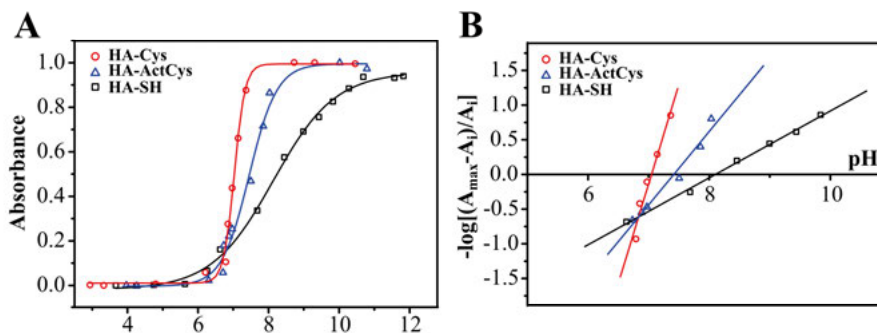 A
B
HA-Cys
HA-ActCys
HA-SH
Absorbance
1.0
0.8
0.6
0.4
0.2
0.0
4
6
8
10
12
HA-Cys
HA-ActCys
HA-SH
-log[(Amax-Ai)/Ai]
1.5
1.0
0.5
0.0
-0.5
-1.0
-1.5
6
8
10
pH